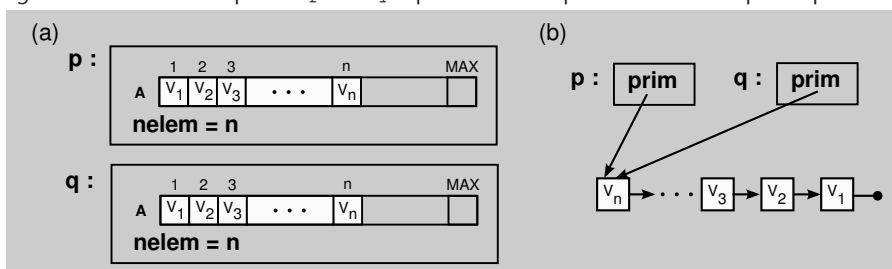 (a)
p :
1 2 3 n MAX
A V1 V2 V3 . . . Vn
nelem = n
q :
1 2 3 n MAX
A V1 V2 V3 . . . Vn
nelem = n
(b)
p : prim q : prim
Vn . . . V3 V2 V1